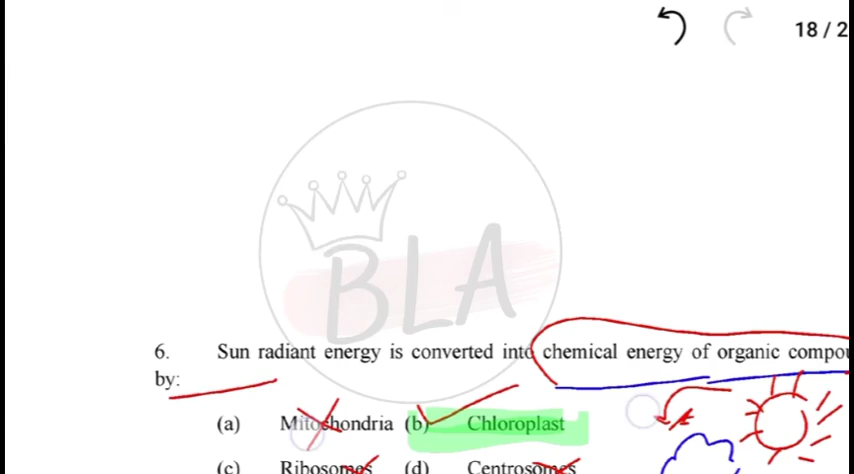 18 / 2
BLA
6. Sun radiant energy is converted into chemical energy of organic
by:
(a) Mitochondria (b) Chloroplast
(c) Ribosomes (d) Centrosomes